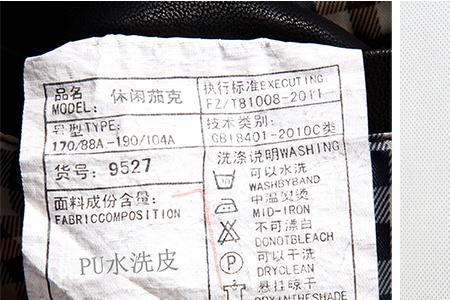 品名
MODEL:
休闲茄克
号型TYPE:
170/88A-190/104A
货号: 9527
面料成份含量:
FABRICCOMPOSITION
PU水洗皮
执行标准EXECUTING:
FZ/T81008-2011
技术类别:
GB18401-2010C类
洗涤说明WASHING
可以水洗
WASHBYBAND
中温熨烫
MID-IRON
不可漂白
DONOTBLEACH
P
可以干洗
DRYCLEAN
悬挂晾干
DRYINTHESHADE